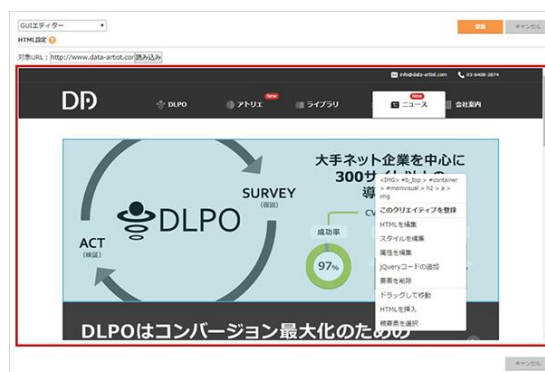 GUIエディター
登録
キャンセル
HTML設定
対象URL : http://www.data-artist.con 読み込み
info@data-artist.com 03-6408-2674
DLPO アトリエ New ライブラリ ニュース New 会社案内
大手ネット企業を中心に
300サイト以上の
SURVEY
(仮説)
DLPO
ACT
(検証)
成功率
97%
CV
<IMG> #b_top > #container
> #mainvisual > h2 > a >
img
このクリエイティブを登録
HTMLを編集
スタイルを編集
属性を編集
jQueryコードの追加
要素を削除
ドラッグして移動
HTMLを挿入
親要素を選択
DLPOはコンバージョン最大化のための
キャンセル